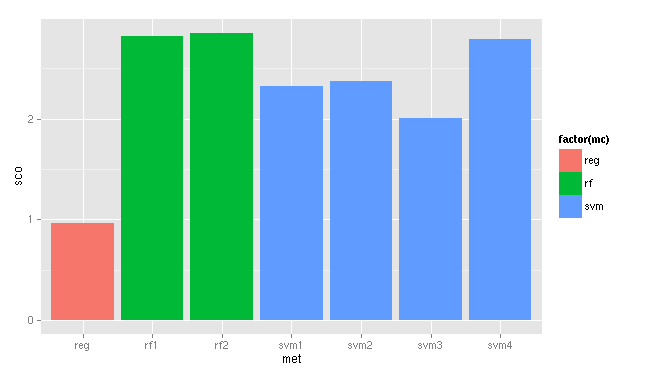 sco
2
1
0
reg rf1 rf2 svm1 svm2 svm3 svm4
met
factor(mc)
reg
rf
svm